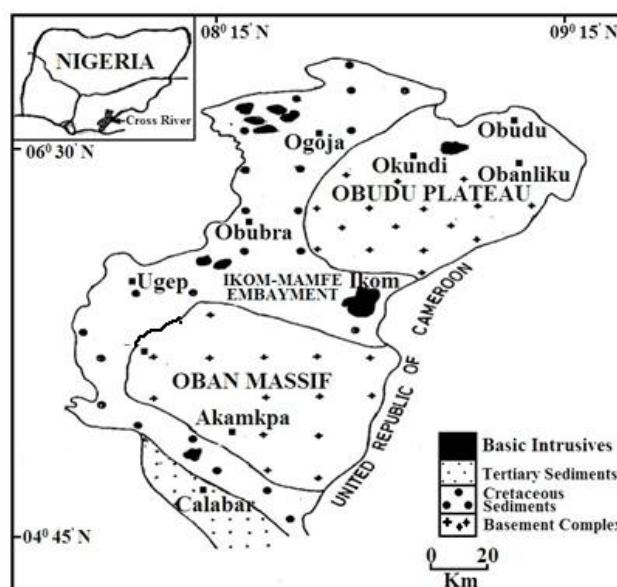 08⁰ 15' N
09⁰ 15' E
NIGERIA
Cross River
06⁰ 30' N
Ogoja
Obudu
Okundi
Obanliku
OBUDU PLATEAU
Obubra
Ugep
IKOM-MAMFE
EMBAYMENT
Ikom
UNITED REPUBLIC OF CAMEROON
OBAN MASSIF
Akamkpa
Calabar
04⁰ 45' N
Basic Intrusives
Tertiary Sediments
Cretaceous
Sediments
Basement Complex
0 20
Km